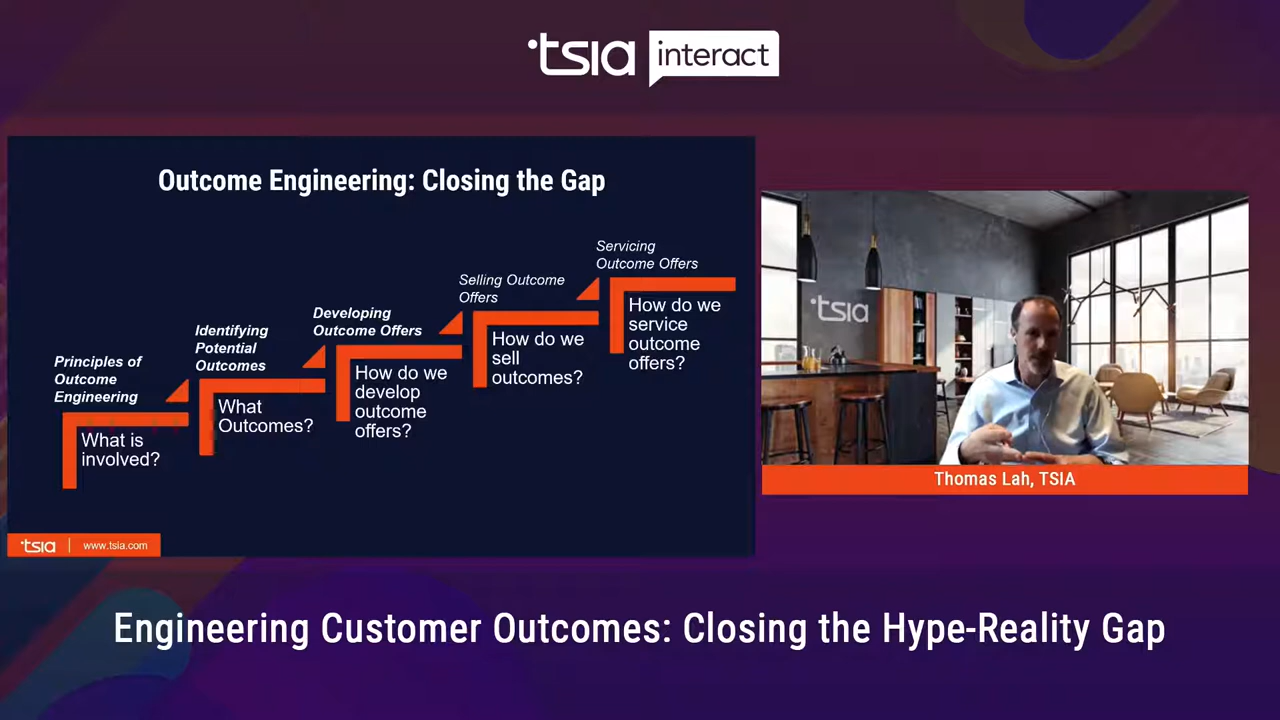 tsia interact
Outcome Engineering: Closing the Gap
Principles of
Outcome
Engineering
What is
involved?
Identifying
Potential
Outcomes
What
Outcomes?
Developing
Outcome Offers
How do we
develop
outcome
offers?
Selling Outcome
Offers
How do we
sell
outcomes?
Servicing
Outcome Offers
How do we
service
outcome
offers?
tsia | www.tsia.com
tsia
Thomas Lah, TSIA
Engineering Customer Outcomes: Closing the Hype-Reality Gap